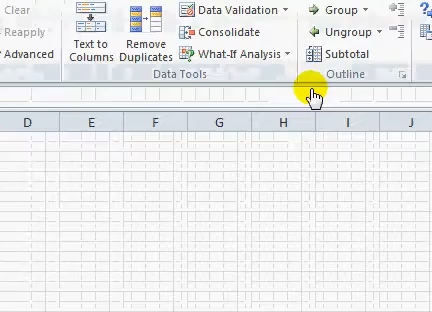 Clear
Reapply
Advanced
Text to
Columns
Remove
Duplicates
Data Validation
Consolidate
What-If Analysis
Data Tools
Group
Ungroup
Subtotal
Outline
D E F G H I J